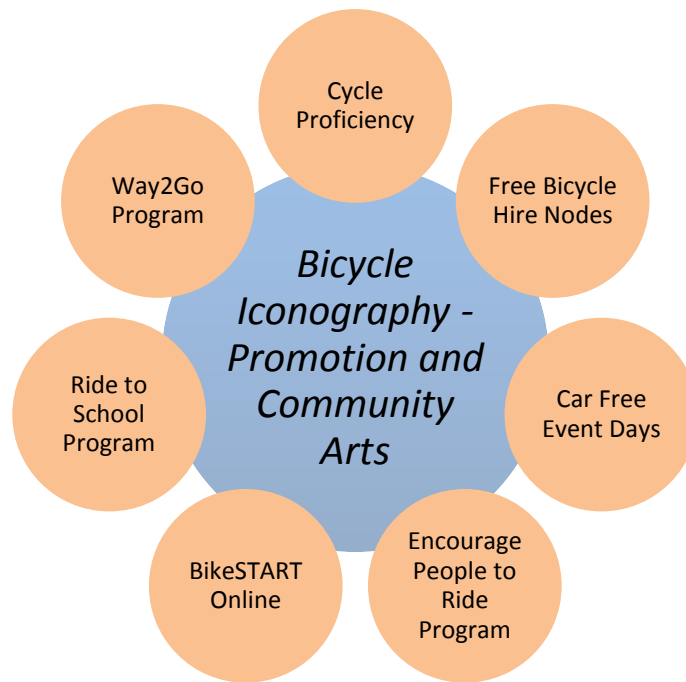 Cycle
Proficiency
Way2Go
Program
Free Bicycle
Hire Nodes
Bicycle
Iconography -
Promotion and
Community
Arts
Ride to
School
Program
Car Free
Event Days
BikeSTART
Online
Encourage
People to
Ride
Program